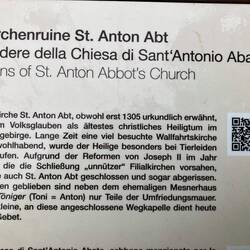 rchenruine St. Anton Abt
dere della Chiesa di Sant'Antonio Aba
ns of St. Anton Abbot's Church
irche St. Anton Abt, obwohl erst 1305 urkundlich erwähnt,
m Volksglauben als ältestes christliches Heiligtum im
gebirge. Lange Zeit eine viel besuchte Wallfahrtskirche
wohlhabend, wurde der Heilige besonders bei Tierleiden
ufen. Aufgrund der Reformen von Joseph II im Jahr
die die Schließung „unnützer" Filialkirchen vorsahen,
e auch St. Anton Abt geschlossen und sogar abgerissen.
en geblieben sind neben dem ehemaligen Mesnerhaus
Töniger (Toni = Anton) nur Teile der Umfriedungsmauer.
leine, an diese angeschlossene Wegkapelle dient heute
Gebet.